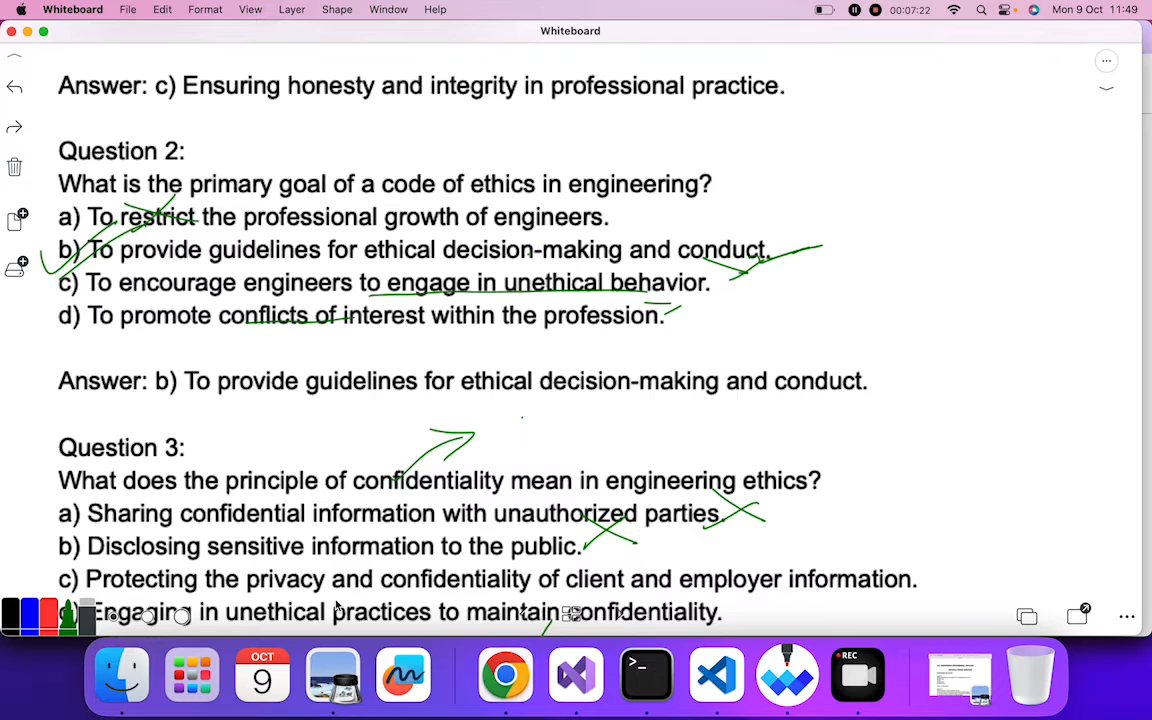 Whiteboard File Edit Format View Layer Shape Window Help 00:07:22 Mon 9 Oct 11:49
Whiteboard
Answer: c) Ensuring honesty and integrity in professional practice.
Question 2:
What is the primary goal of a code of ethics in engineering?
a) To restrict the professional growth of engineers.
b) To provide guidelines for ethical decision-making and conduct.
c) To encourage engineers to engage in unethical behavior.
d) To promote conflicts of interest within the profession.
Answer: b) To provide guidelines for ethical decision-making and conduct.
Question 3:
What does the principle of confidentiality mean in engineering ethics?
a) Sharing confidential information with unauthorized parties.
b) Disclosing sensitive information to the public.
c) Protecting the privacy and confidentiality of client and employer information.
d) Engaging in unethical practices to maintain confidentiality.
OCT
9
REC